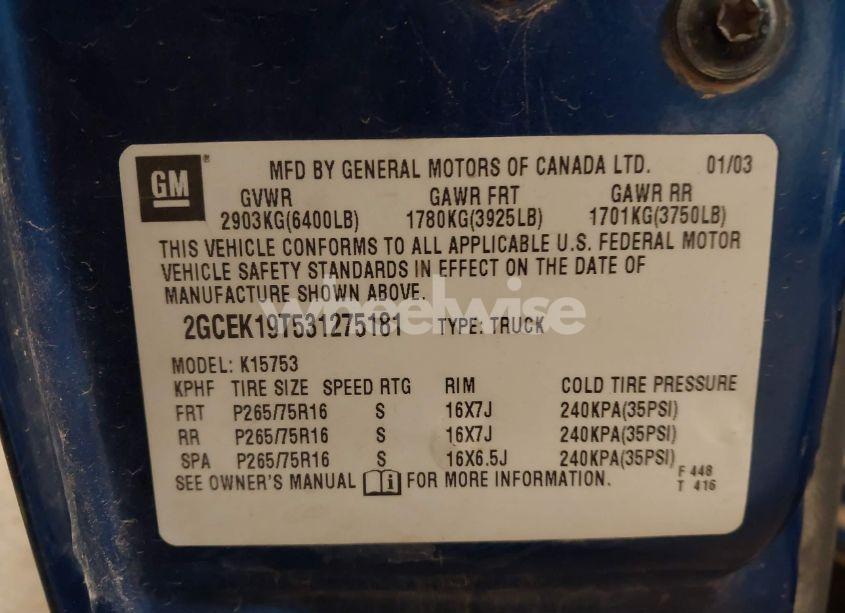 GM® MFD BY GENERAL MOTORS OF CANADA LTD. 01/03
GVWR GAWR FRT GAWR RR
2903KG(6400LB) 1780KG(3925LB) 1701KG(3750LB)
THIS VEHICLE CONFORMS TO ALL APPLICABLE U.S. FEDERAL MOTOR
VEHICLE SAFETY STANDARDS IN EFFECT ON THE DATE OF
MANUFACTURE SHOWN ABOVE.
wheelwise
2GCEK19T531275181 TYPE: TRUCK
MODEL: K15753
KPHF TIRE SIZE SPEED RTG RIM COLD TIRE PRESSURE
FRT P265/75R16 S 16X7J 240KPA(35PSI)
RR P265/75R16 S 16X7J 240KPA(35PSI)
SPA P265/75R16 S 16X6.5J 240KPA(35PSI)
SEE OWNER'S MANUAL FOR MORE INFORMATION.
F 448
T 416